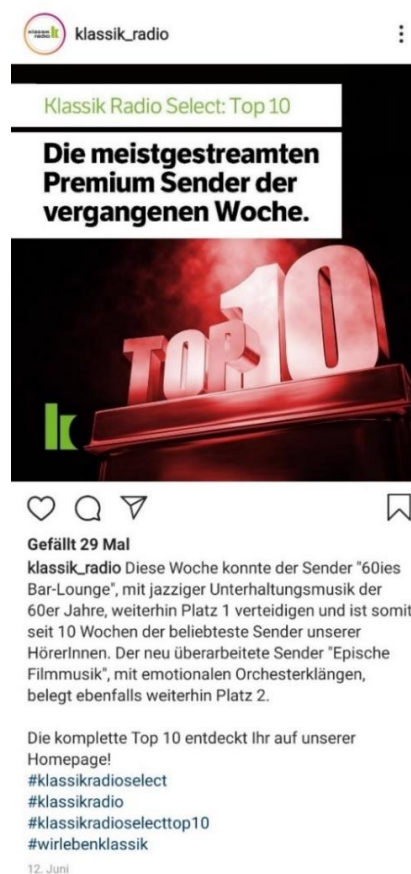 klassik radio
klassik_radio
Klassik Radio Select: Top 10
Die meistgestreamten
Premium Sender der
vergangenen Woche.
TOP 10
Gefällt 29 Mal
klassik_radio Diese Woche konnte der Sender "60ies
Bar-Lounge", mit jazziger Unterhaltungsmusik der
60er Jahre, weiterhin Platz 1 verteidigen und ist somit
seit 10 Wochen der beliebteste Sender unserer
HörerInnen. Der neu überarbeitete Sender "Epische
Filmmusik", mit emotionalen Orchesterklängen,
belegt ebenfalls weiterhin Platz 2.
Die komplette Top 10 entdeckt Ihr auf unserer
Homepage!
#klassikradioselect
#klassikradio
#klassikradioselecttop10
#wirlebenklassik
12. Juni